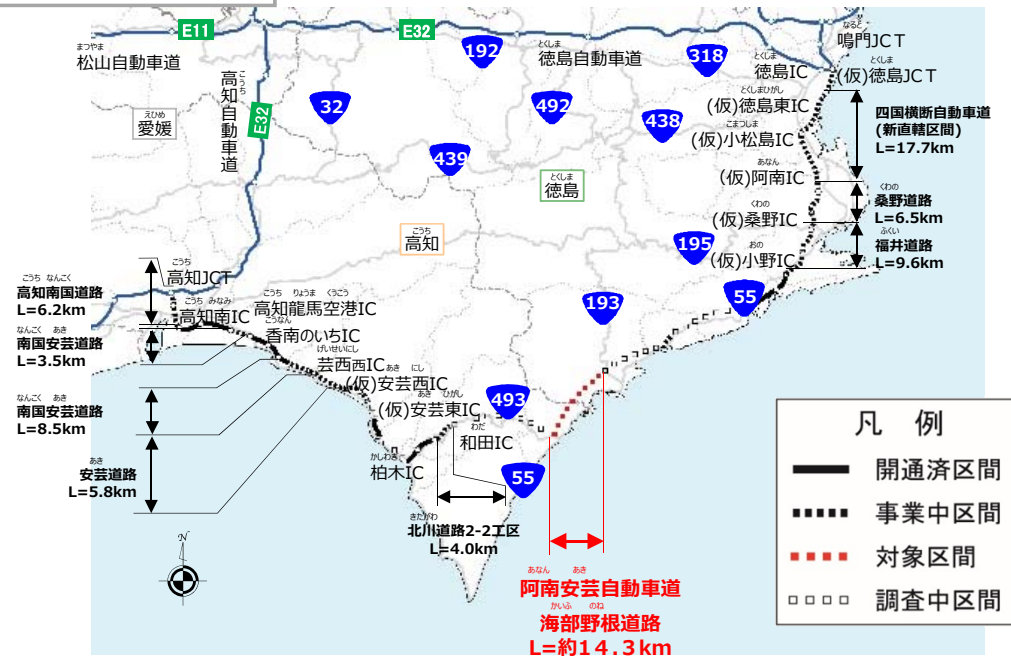 E11
E32
まつやま
松山自動車道
こうち
高知自動車道
E32
えひめ
愛媛
32
192
492
439
438
318
とくしま
徳島自動車道
なると
鳴門JCT
とくしま
徳島IC
とくしま
(仮)徳島JCT
とくしまひがし
(仮)徳島東IC
こまつしま
(仮)小松島IC
あなん
(仮)阿南IC
くわの
(仮)桑野IC
おの
(仮)小野IC
四国横断自動車道
(新直轄区間)
L=17.7km
くわの
桑野道路
L=6.5km
ふくい
福井道路
L=9.6km
とくしま
徳島
こうち
高知
195
193
55
493
55
こうち
高知JCT
こうち みなみ
高知南IC
こうち りょうま くうこう
高知龍馬空港IC
こうなん
香南のいちIC
げいせいにし
芸西西IC
あき にし
(仮)安芸西IC
あき ひがし
(仮)安芸東IC
わだ
和田IC
かしわぎ
柏木IC
こうち なんこく
高知南国道路
L=6.2km
なんこく あき
南国安芸道路
L=3.5km
なんこく あき
南国安芸道路
L=8.5km
あき
安芸道路
L=5.8km
きたがわ
北川道路2-2工区
L=4.0km
N
あなん あき
阿南安芸自動車道
かいふ のね
海部野根道路
L=約14.3km
凡 例
開通済区間
事業中区間
対象区間
調査中区間